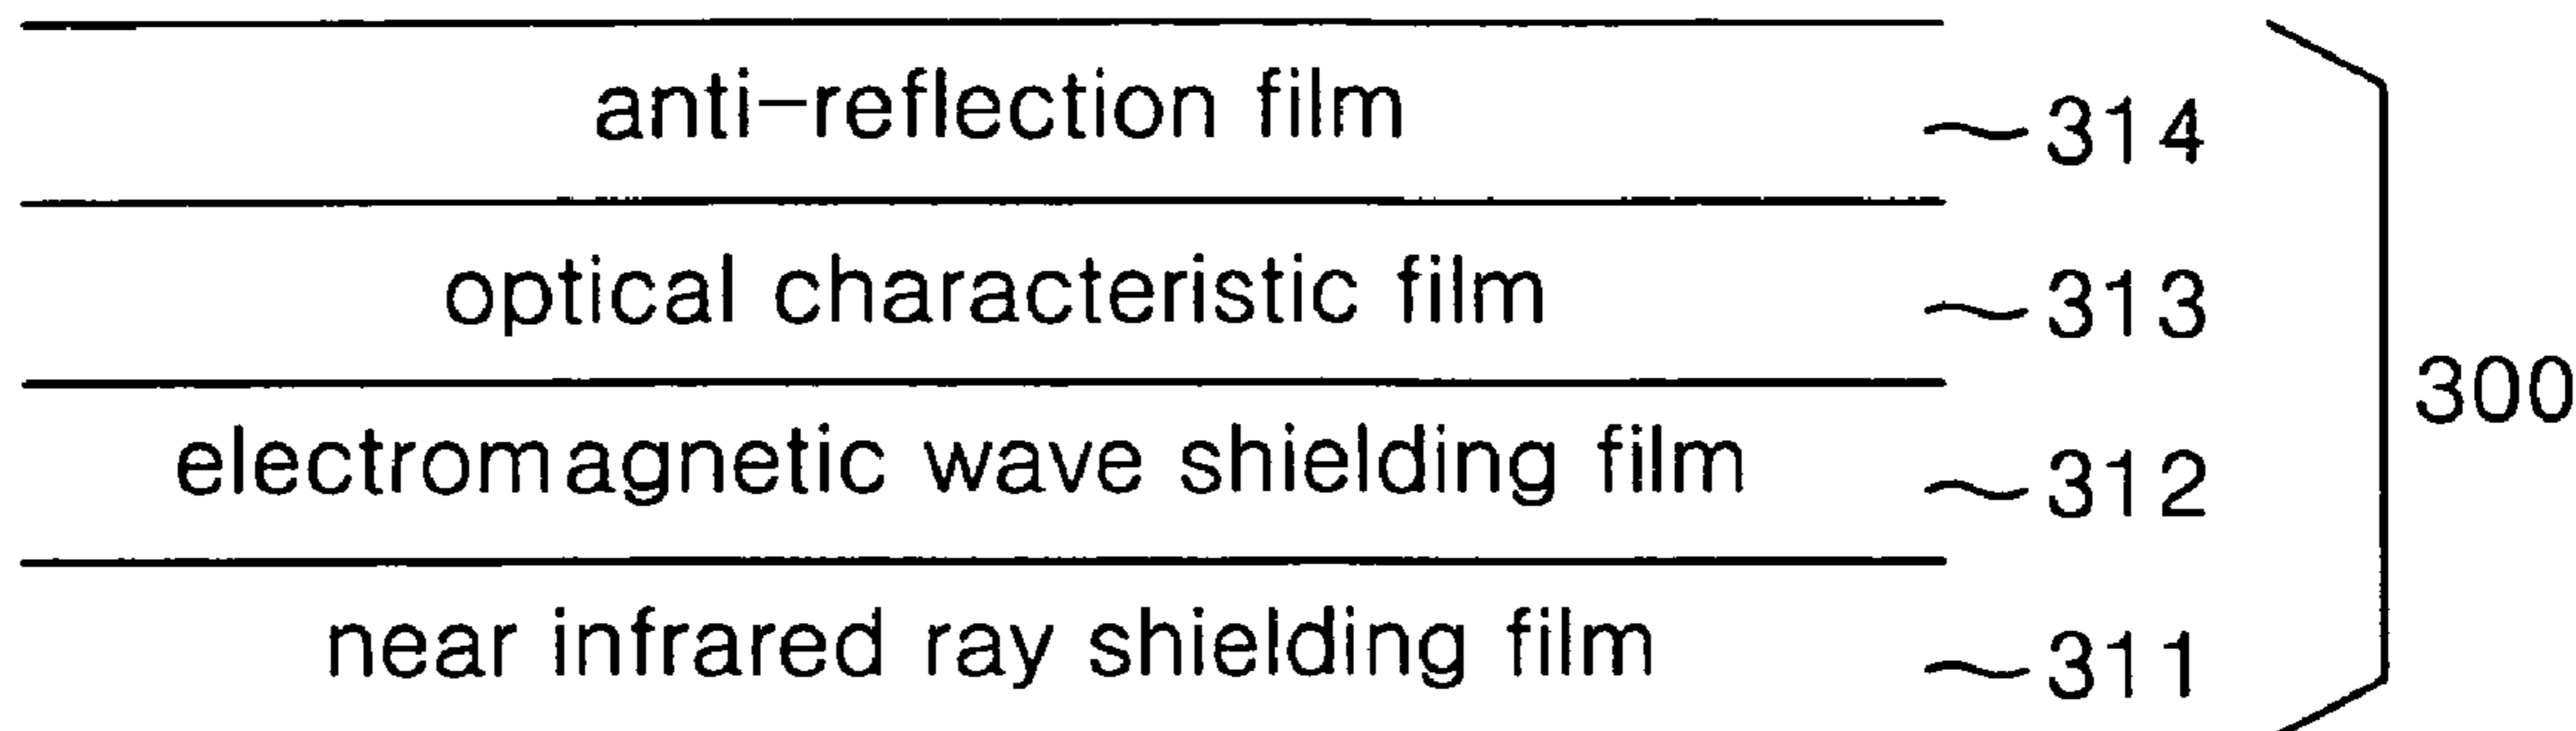 anti-reflection film 314
optical characteristic film 313
300
electromagnetic wave shielding film 312
near infrared ray shielding film 311